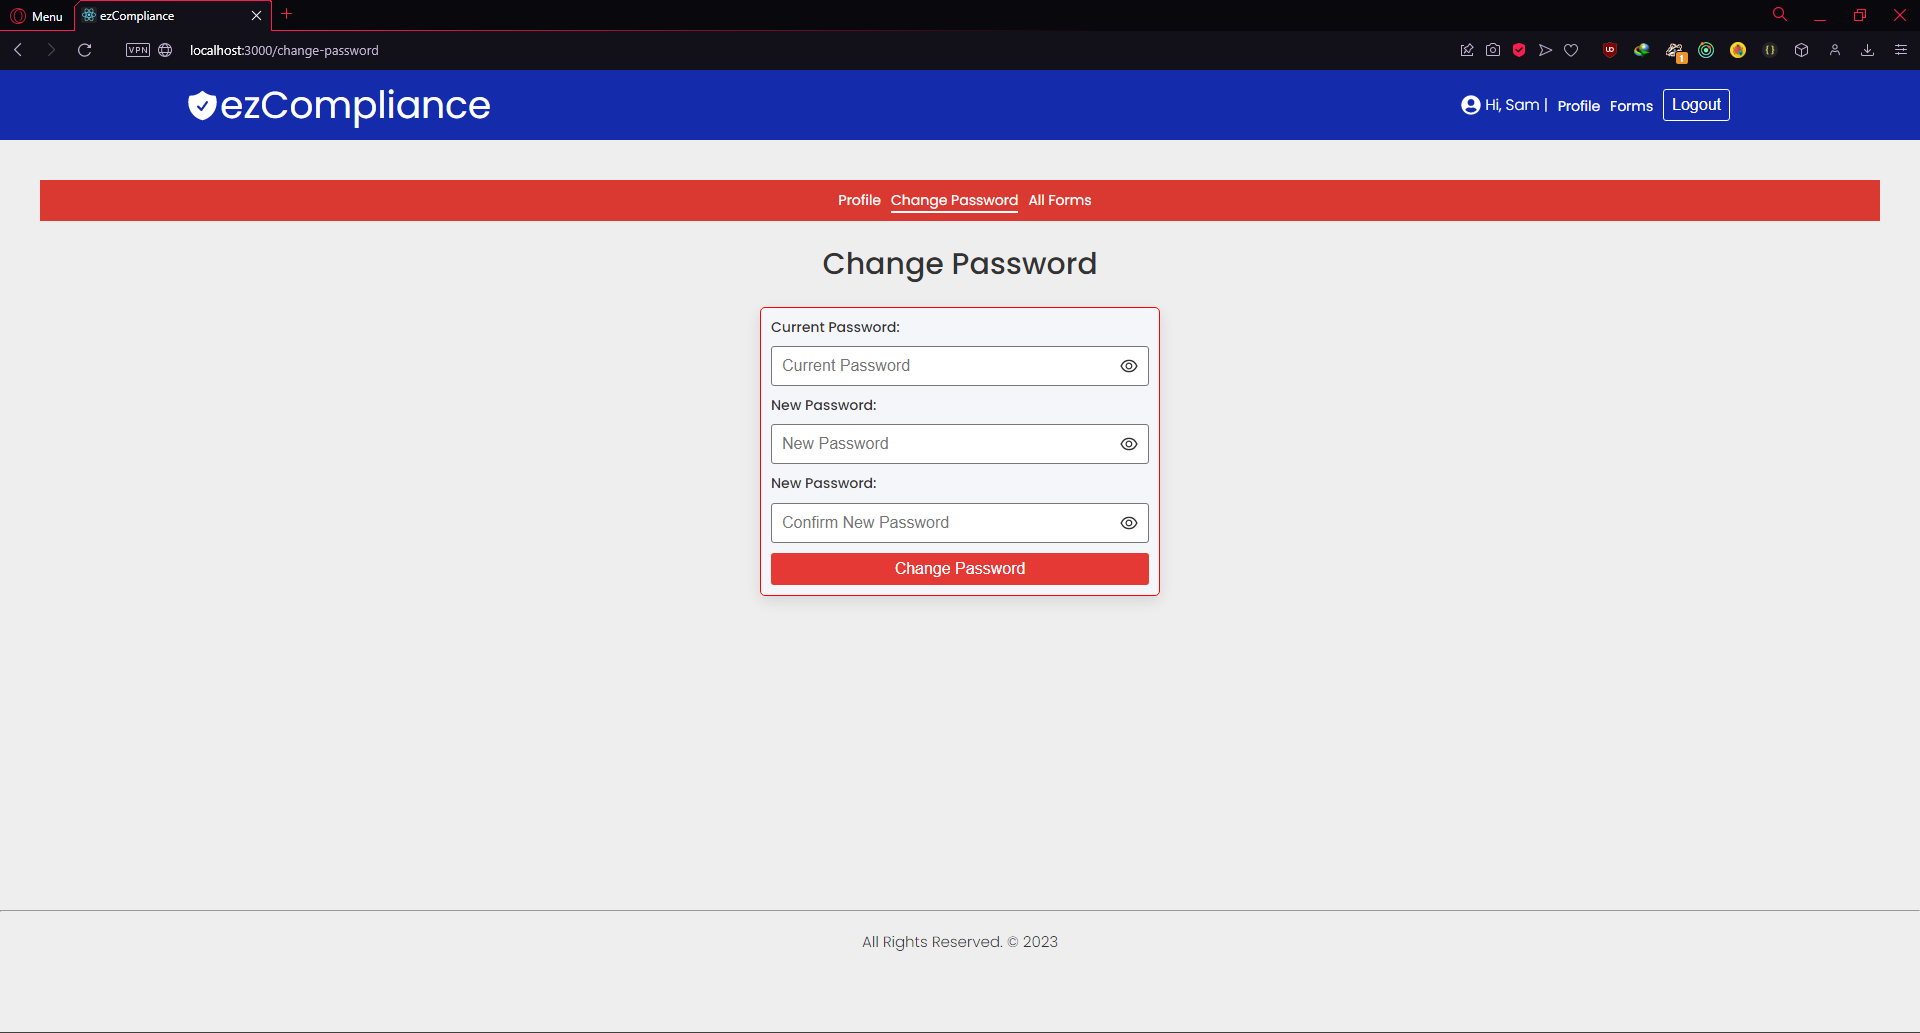 Menu
ezCompliance
VPN
localhost:3000/change-password
UD
1
{}
ezCompliance
Hi, Sam |
Profile
Forms
Logout
Profile
Change Password
All Forms
Change Password
Current Password:
Current Password
New Password:
New Password
New Password:
Confirm New Password
Change Password
All Rights Reserved. © 2023